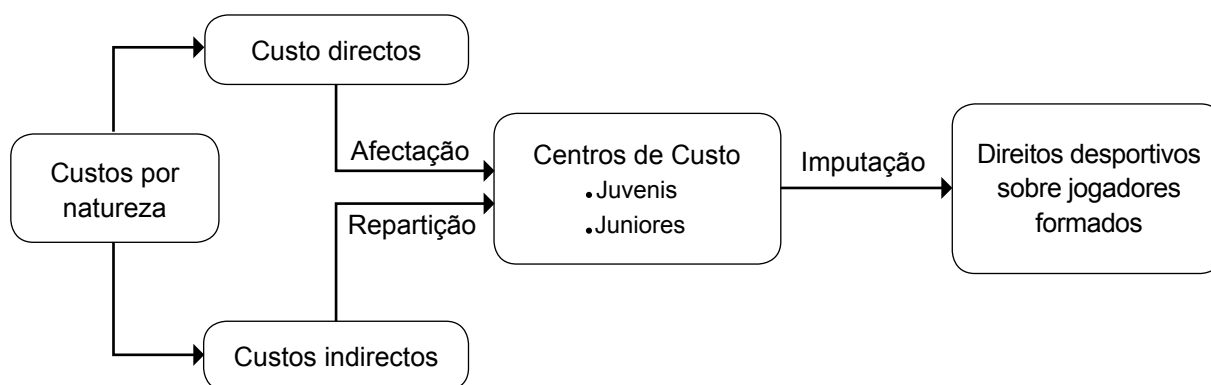 Custo directos
Custos por
natureza
Afectação
Repartição
Custos indirectos
Centros de Custo
.Juvenis
.Juniores
Imputação
Direitos desportivos
sobre jogadores
formados